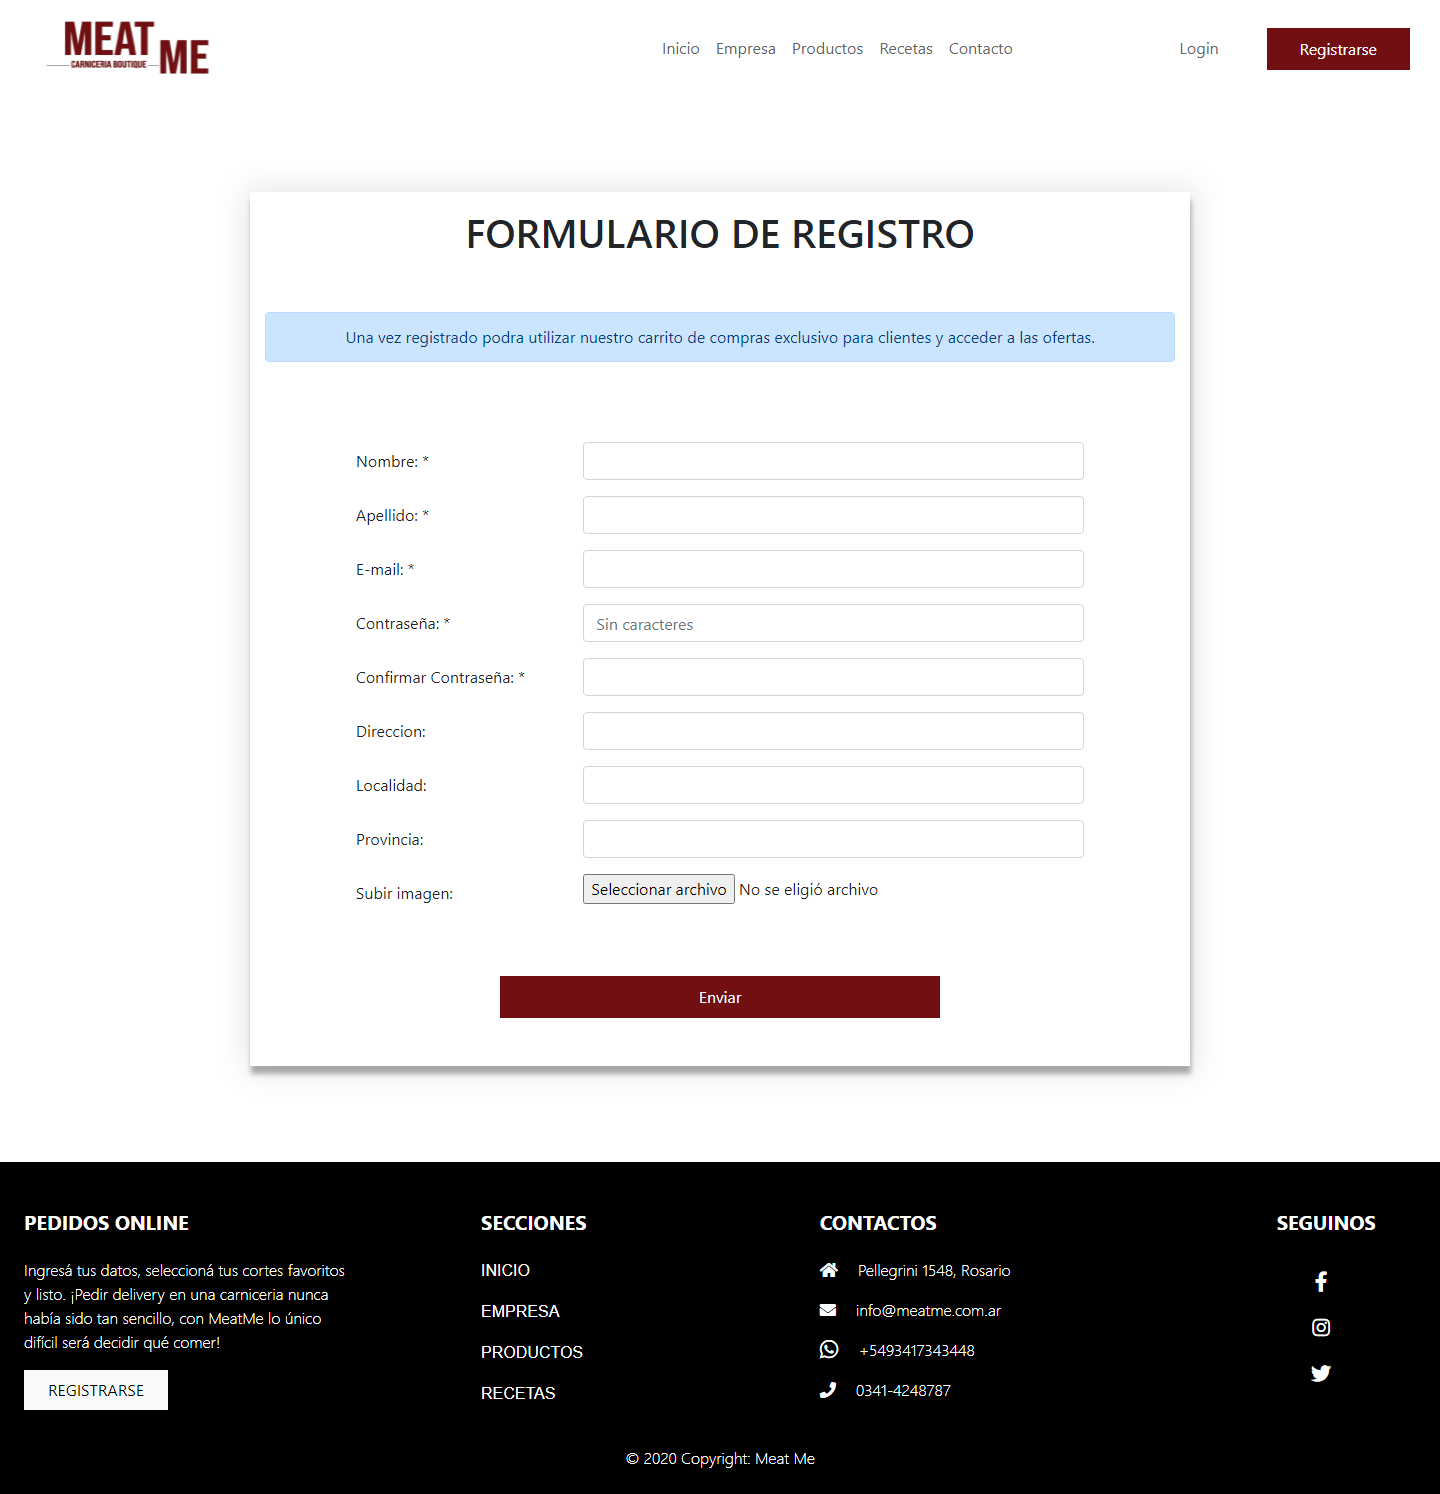 MEAT ME
CARNICERIA BOUTIQUE
Inicio Empresa Productos Recetas Contacto Login Registrarse
FORMULARIO DE REGISTRO
Una vez registrado podra utilizar nuestro carrito de compras exclusivo para clientes y acceder a las ofertas.
Nombre: *
Apellido: *
E-mail: *
Contraseña: * Sin caracteres
Confirmar Contraseña: *
Direccion:
Localidad:
Provincia:
Subir imagen: Seleccionar archivo No se eligió archivo
Enviar
PEDIDOS ONLINE
Ingresá tus datos, seleccioná tus cortes favoritos
y listo. ¡Pedir delivery en una carniceria nunca
había sido tan sencillo, con MeatMe lo único
difícil será decidir qué comer!
REGISTRARSE
SECCIONES
INICIO
EMPRESA
PRODUCTOS
RECETAS
CONTACTOS
Pellegrini 1548, Rosario
info@meatme.com.ar
+5493417343448
0341-4248787
SEGUINOS
© 2020 Copyright: Meat Me